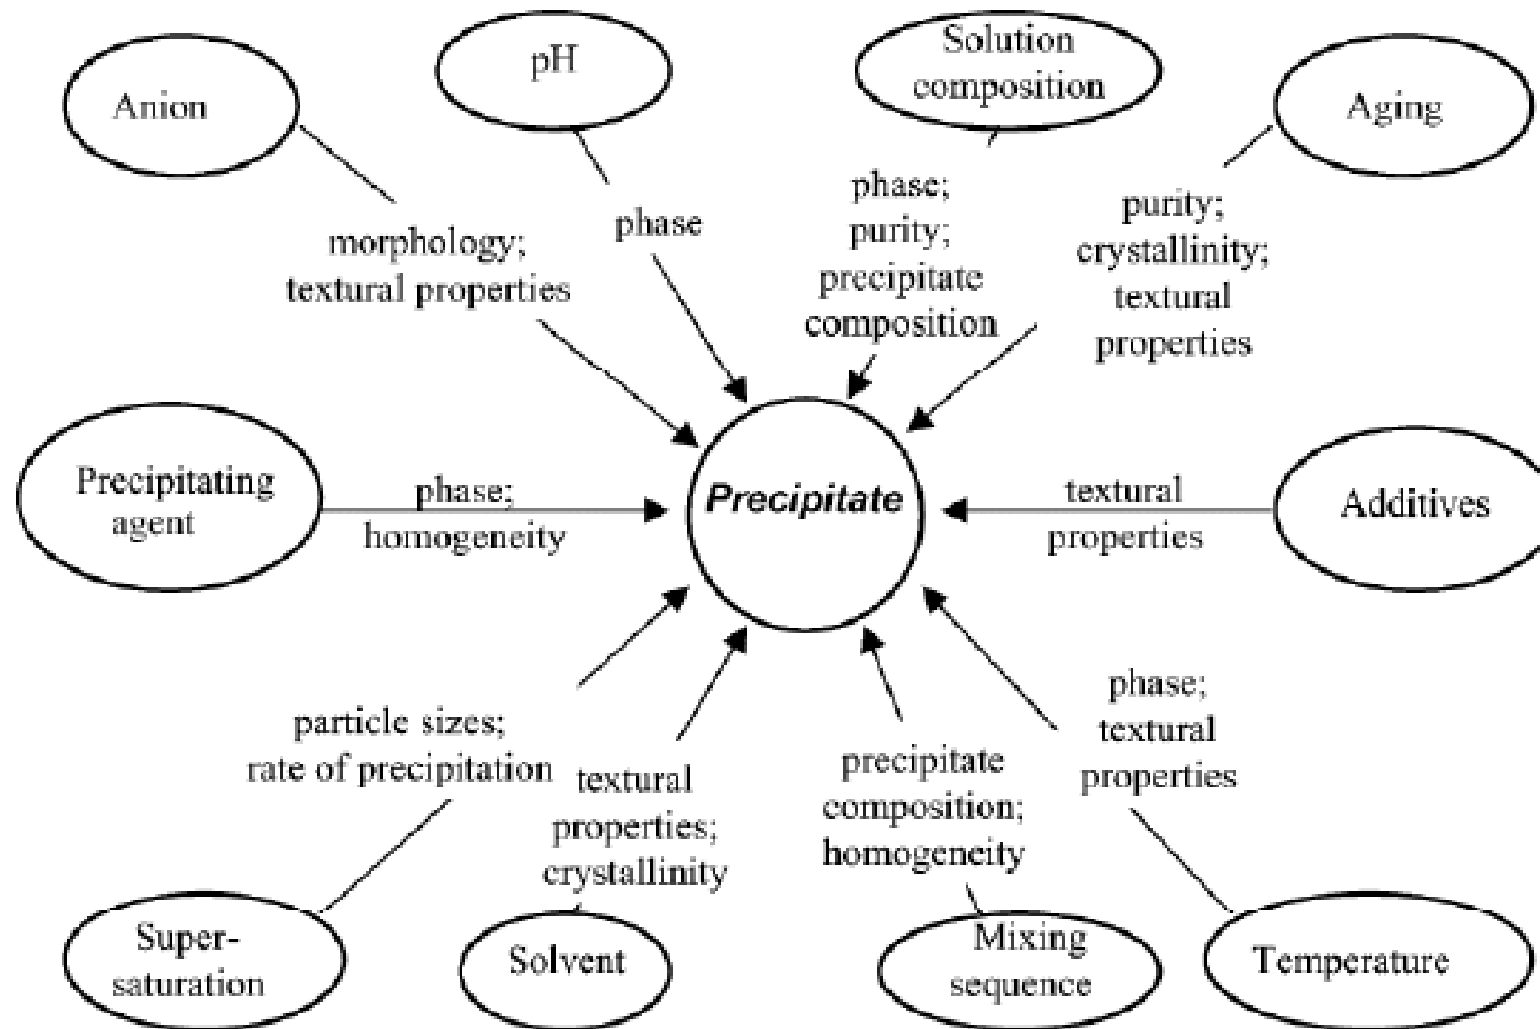 Anion
pH
Solution
composition
Aging
morphology;
textural properties
phase
phase;
purity;
precipitate
composition
purity;
crystallinity;
textural
properties
Precipitating
agent
phase;
homogeneity
Precipitate
textural
properties
Additives
particle sizes;
rate of precipitation
textural
properties;
crystallinity
precipitate
composition;
homogeneity
phase;
textural
properties
Super-
saturation
Solvent
Mixing
sequence
Temperature